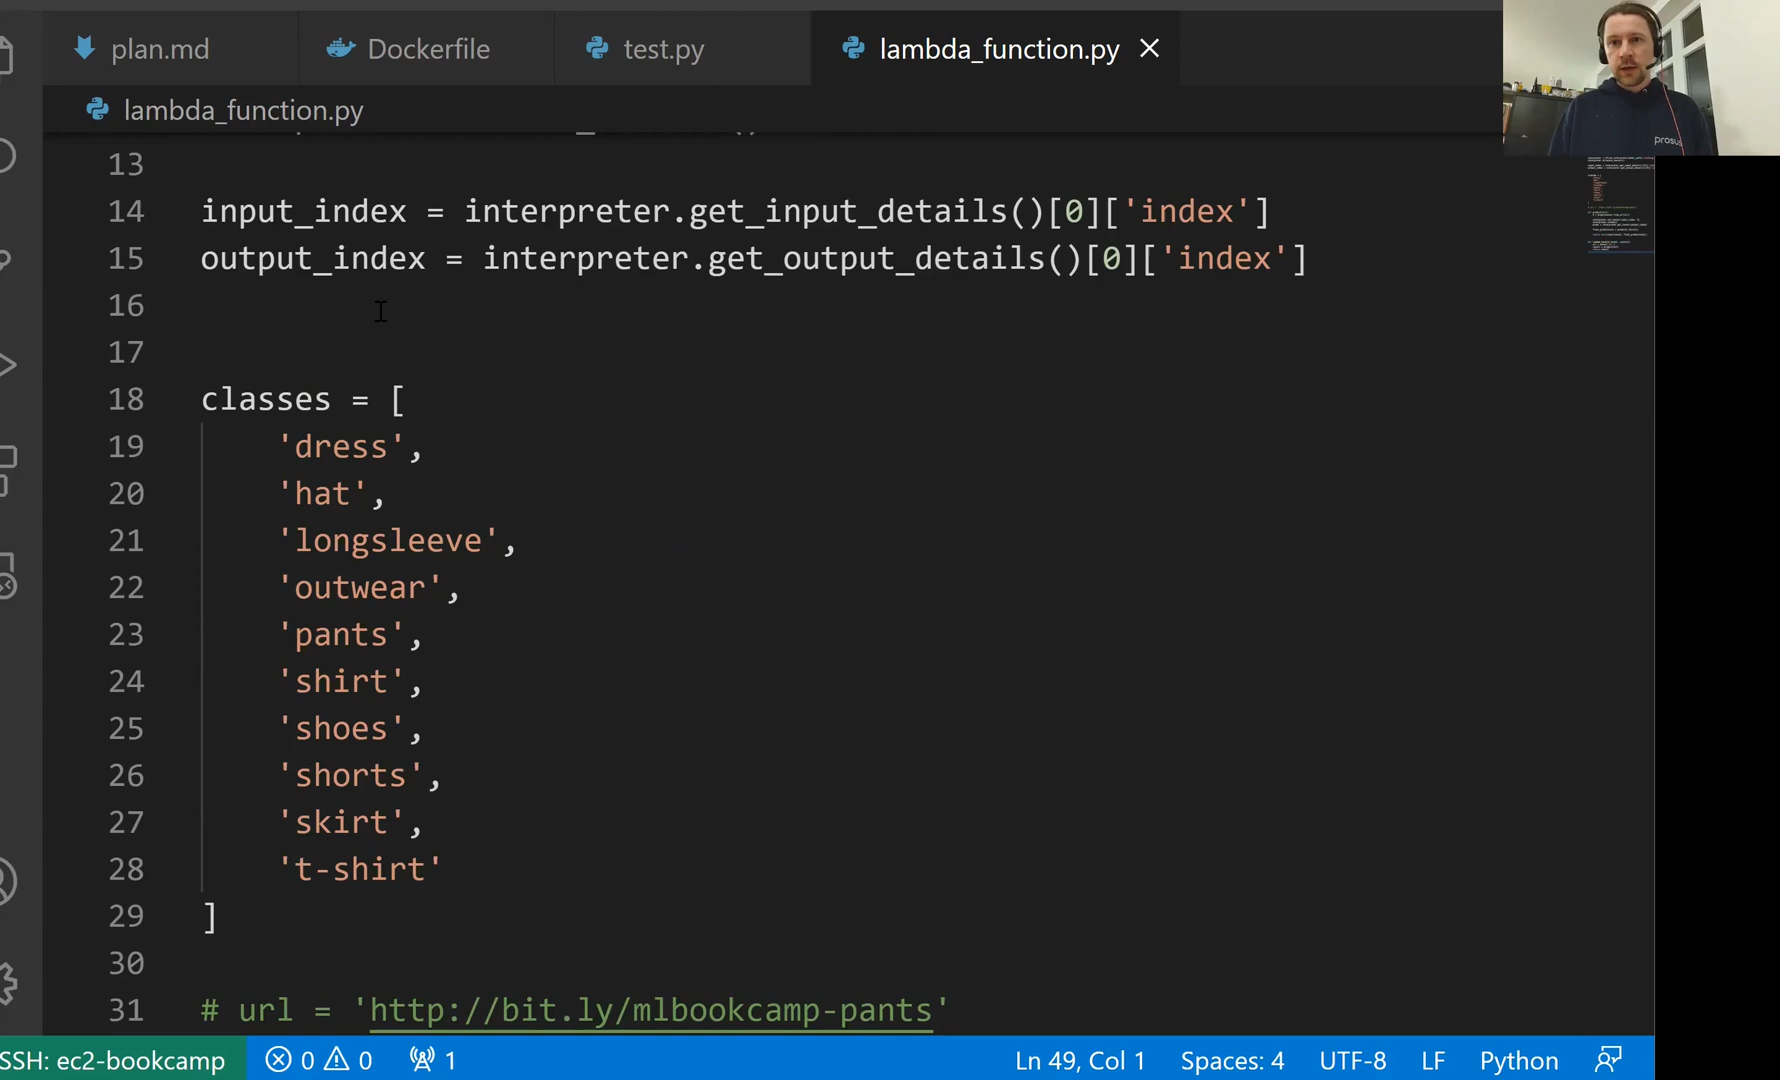 plan.md
Dockerfile
test.py
lambda_function.py
lambda_function.py
13
14 input_index = interpreter.get_input_details()[0]['index']
15 output_index = interpreter.get_output_details()[0]['index']
16
17
18 classes = [
19 'dress',
20 'hat',
21 'longsleeve',
22 'outwear',
23 'pants',
24 'shirt',
25 'shoes',
26 'shorts',
27 'skirt',
28 't-shirt'
29 ]
30
31 # url = 'http://bit.ly/mlbookcamp-pants'
SSH: ec2-bookcamp 0 0 1 Ln 49, Col 1 Spaces: 4 UTF-8 LF Python
prosus